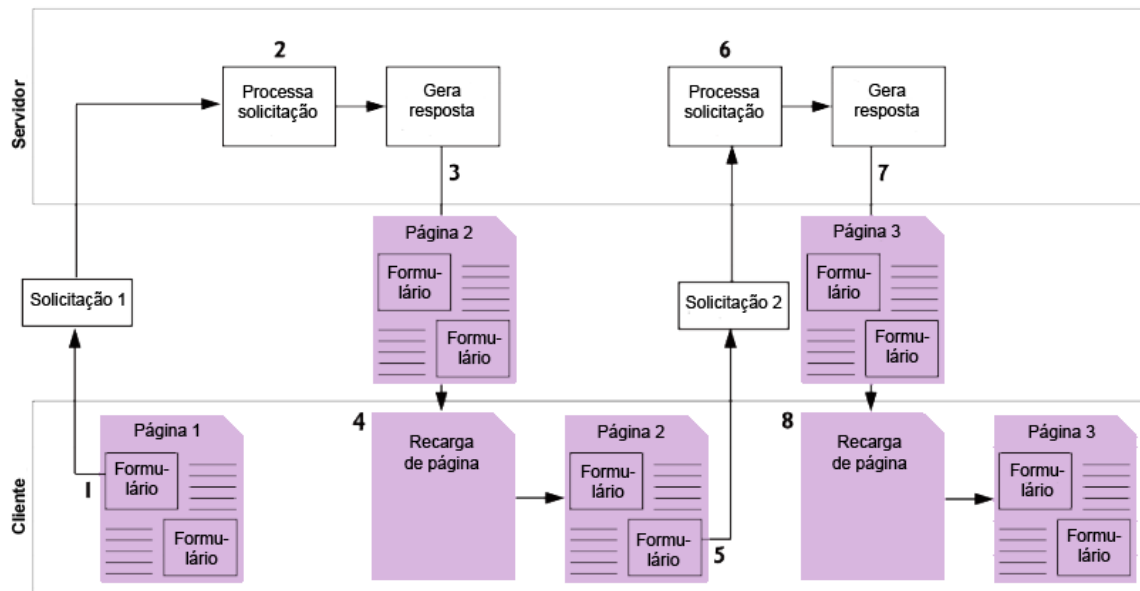 Servidor
2
Processa
solicitação
Gera
resposta
3
6
Processa
solicitação
Gera
resposta
7
Solicitação 1
Página 2
Formu-
lário
Formu-
lário
Solicitação 2
Página 3
Formu-
lário
Formu-
lário
Cliente
1
Página 1
Formu-
lário
Formu-
lário
4
Recarga
de página
Página 2
Formu-
lário
Formu-
lário
5
8
Recarga
de página
Página 3
Formu-
lário
Formu-
lário